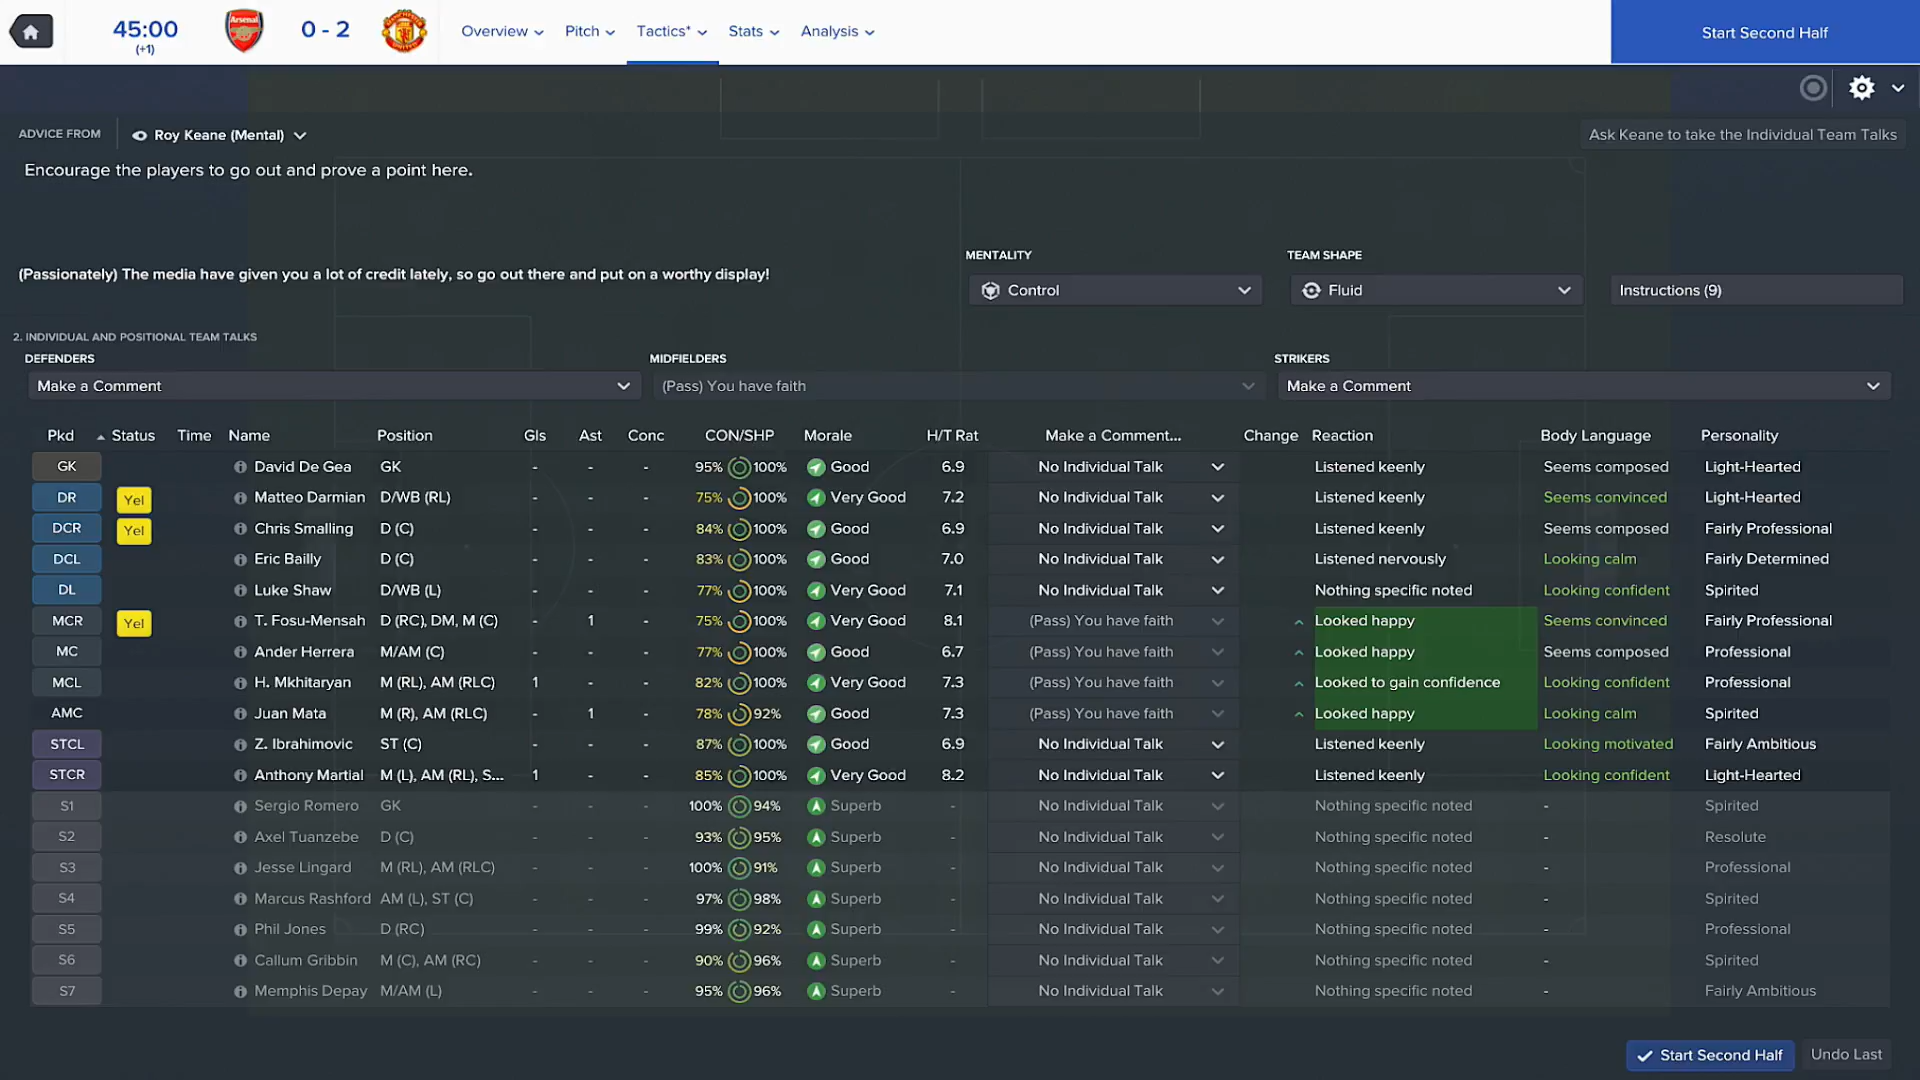 45:00 0 - 2 Overview Pitch Tactics* Stats Analysis Start Second Half
(+1)
ADVICE FROM Roy Keane (Mental) Ask Keane to take the Individual Team Talks
Encourage the players to go out and prove a point here.
MENTALITY TEAM SHAPE
(Passionately) The media have given you a lot of credit lately, so go out there and put on a worthy display! Control Fluid Instructions (9)
2. INDIVIDUAL AND POSITIONAL TEAM TALKS
DEFENDERS MIDFIELDERS STRIKERS
Make a Comment (Pass) You have faith Make a Comment
Pkd Status Time Name Position Gls Ast Conc CON/SHP Morale H/T Rat Make a Comment... Change Reaction Body Language Personality
GK David De Gea GK - - - 95% 100% Good 6.9 No Individual Talk Listened keenly Seems composed Light-Hearted
DR Yel Matteo Darmian D/WB (RL) - - - 75% 100% Very Good 7.2 No Individual Talk Listened keenly Seems convinced Light-Hearted
DCR Yel Chris Smalling D (C) - - - 84% 100% Good 6.9 No Individual Talk Listened keenly Seems composed Fairly Professional
DCL Eric Bailly D (C) - - - 83% 100% Good 7.0 No Individual Talk Listened nervously Looking calm Fairly Determined
DL Luke Shaw D/WB (L) - - - 77% 100% Very Good 7.1 No Individual Talk Nothing specific noted Looking confident Spirited
MCR Yel T. Fosu-Mensah D (RC), DM, M (C) - 1 - 75% 100% Very Good 8.1 (Pass) You have faith Looked happy Seems convinced Fairly Professional
MC Ander Herrera M/AM (C) - - - 77% 100% Good 6.7 (Pass) You have faith Looked happy Seems composed Professional
MCL H. Mkhitaryan M (RL), AM (RLC) 1 - - 82% 100% Very Good 7.3 (Pass) You have faith Looked to gain confidence Looking confident Professional
AMC Juan Mata M (R), AM (RLC) - 1 - 78% 92% Good 7.3 (Pass) You have faith Looked happy Looking calm Spirited
STCL Z. Ibrahimovic ST (C) - - - 87% 100% Good 6.9 No Individual Talk Listened keenly Looking motivated Fairly Ambitious
STCR Anthony Martial M (L), AM (RL), S... 1 - - 85% 100% Very Good 8.2 No Individual Talk Listened keenly Looking confident Light-Hearted
S1 Sergio Romero GK - - - 100% 94% Superb - No Individual Talk Nothing specific noted - Spirited
S2 Axel Tuanzebe D (C) - - - 93% 95% Superb - No Individual Talk Nothing specific noted - Resolute
S3 Jesse Lingard M (RL), AM (RLC) - - - 100% 91% Superb - No Individual Talk Nothing specific noted - Professional
S4 Marcus Rashford AM (L), ST (C) - - - 97% 98% Superb - No Individual Talk Nothing specific noted - Spirited
S5 Phil Jones D (RC) - - - 99% 92% Superb - No Individual Talk Nothing specific noted - Professional
S6 Callum Gribbin M (C), AM (RC) - - - 90% 96% Superb - No Individual Talk Nothing specific noted - Spirited
S7 Memphis Depay M/AM (L) - - - 95% 96% Superb - No Individual Talk Nothing specific noted - Fairly Ambitious
Start Second Half Undo Last